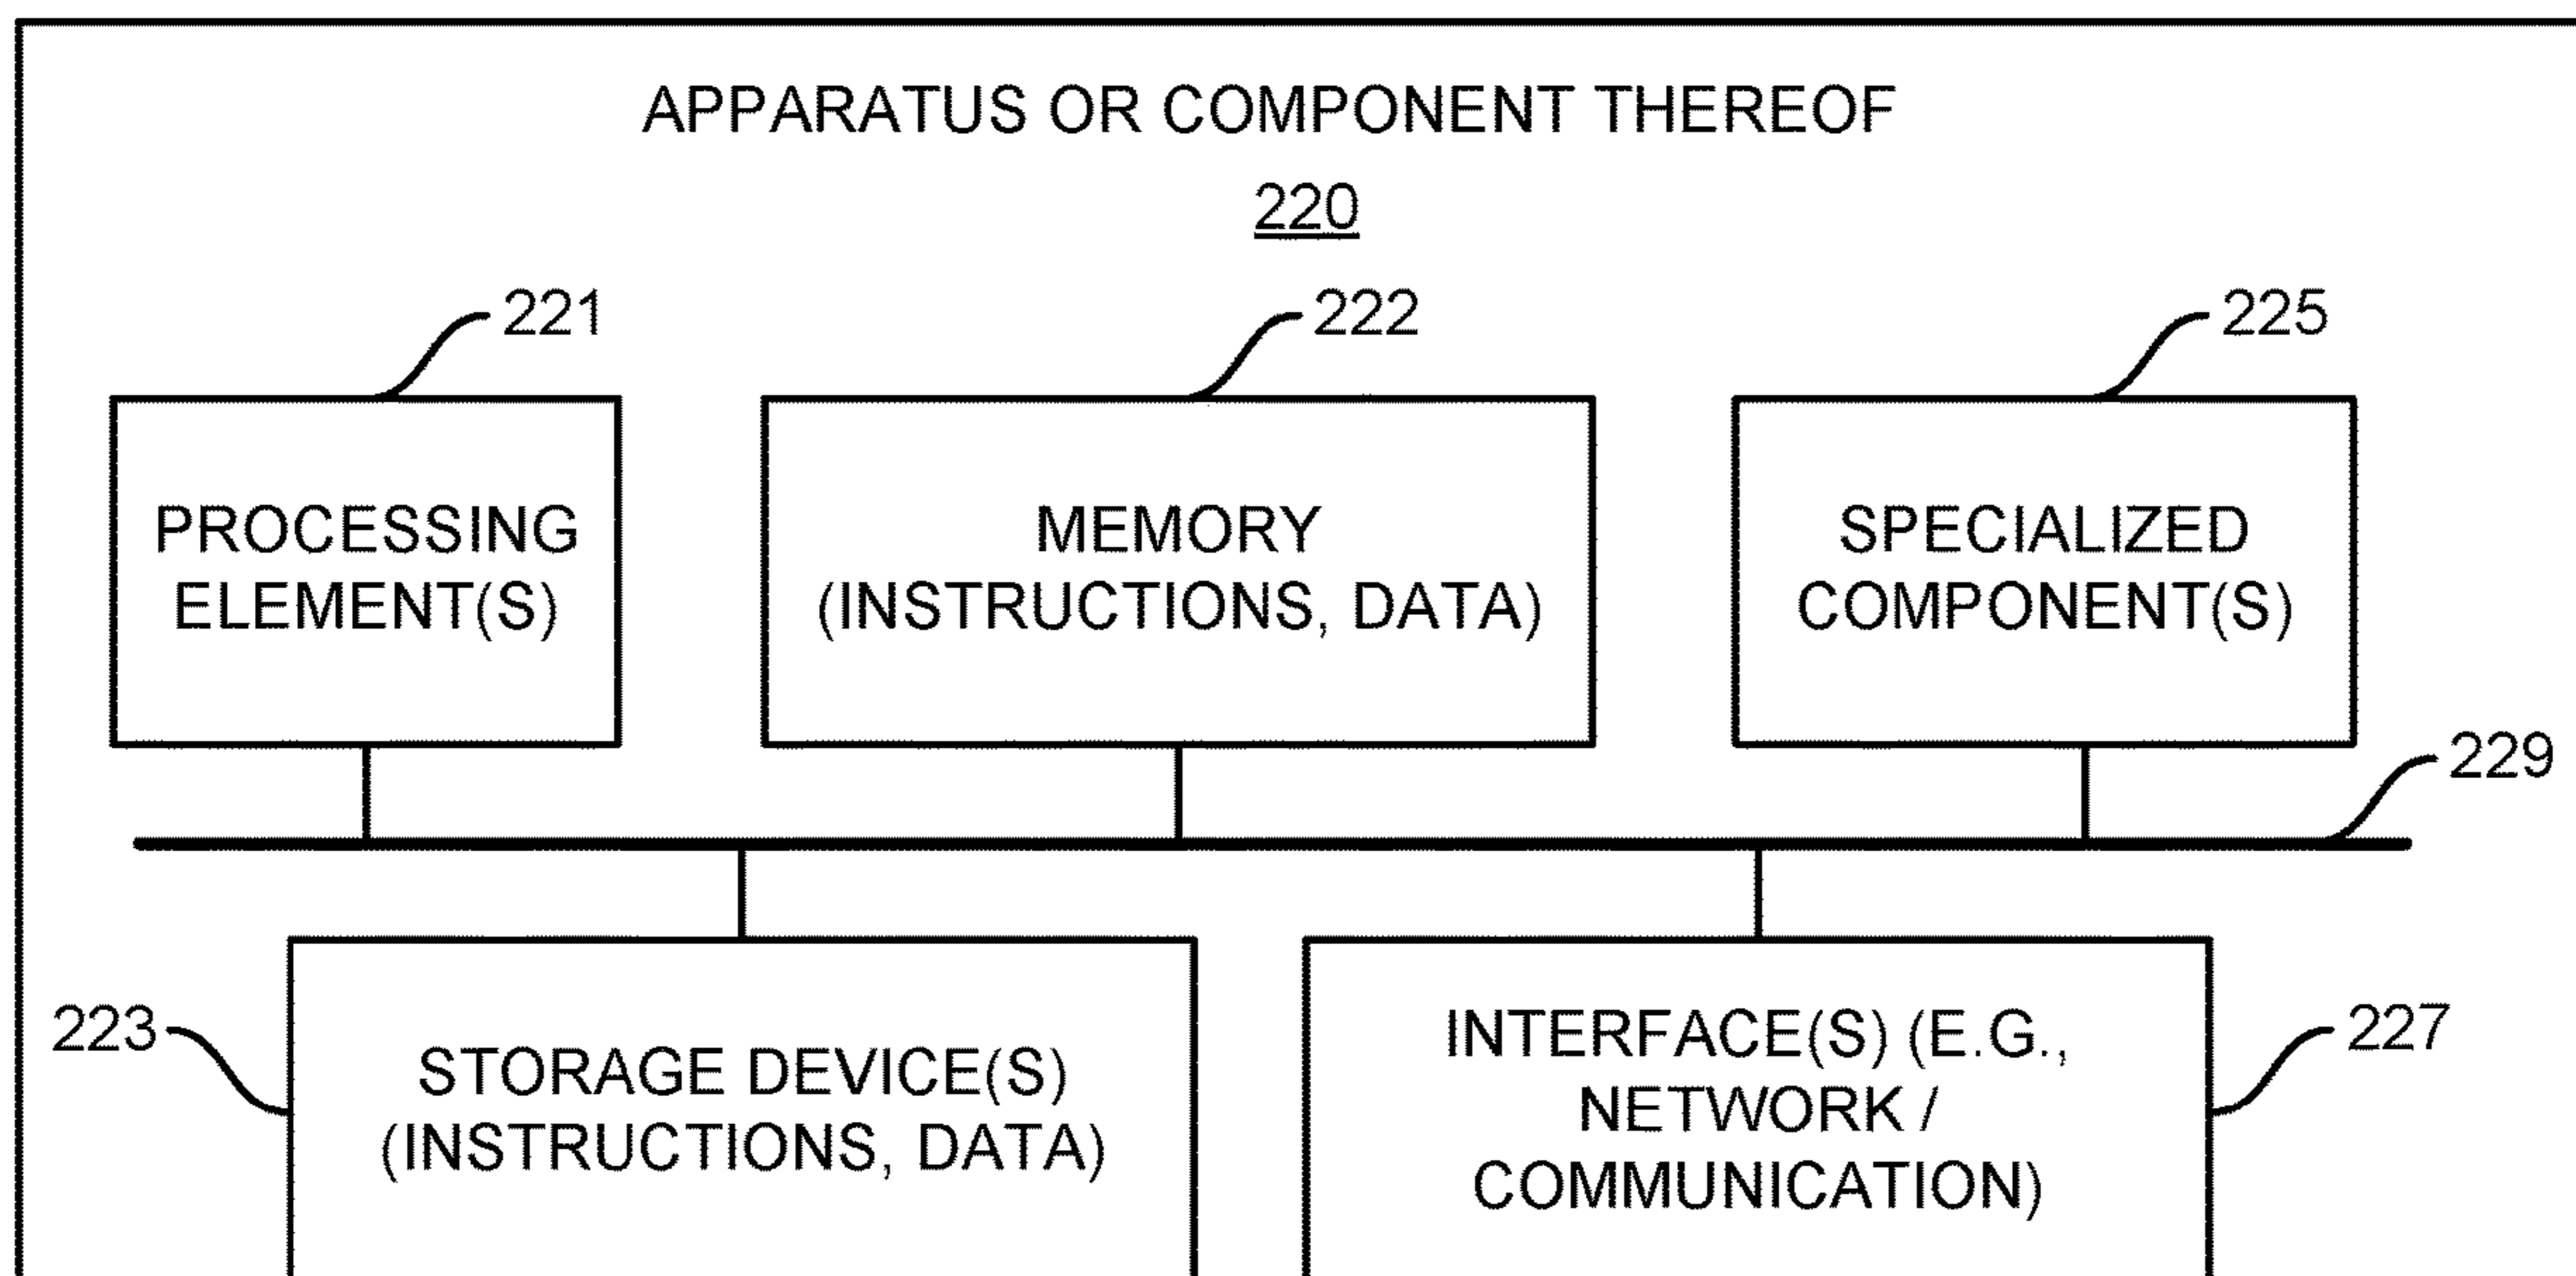 APPARATUS OR COMPONENT THEREOF
220
221
222
225
PROCESSING
ELEMENT(S)
MEMORY
(INSTRUCTIONS, DATA)
SPECIALIZED
COMPONENT(S)
229
223
STORAGE DEVICE(S)
(INSTRUCTIONS, DATA)
INTERFACE(S) (E.G.,
NETWORK /
COMMUNICATION)
227